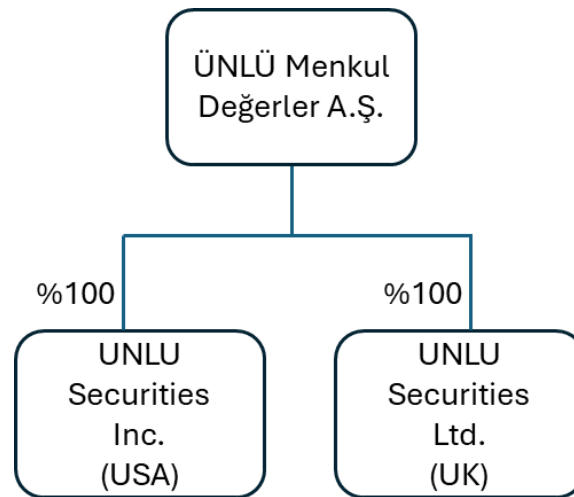 ÜNLÜ Menkul
Değerler A.Ş.
%100
%100
UNLU
Securities
Inc.
(USA)
UNLU
Securities
Ltd.
(UK)